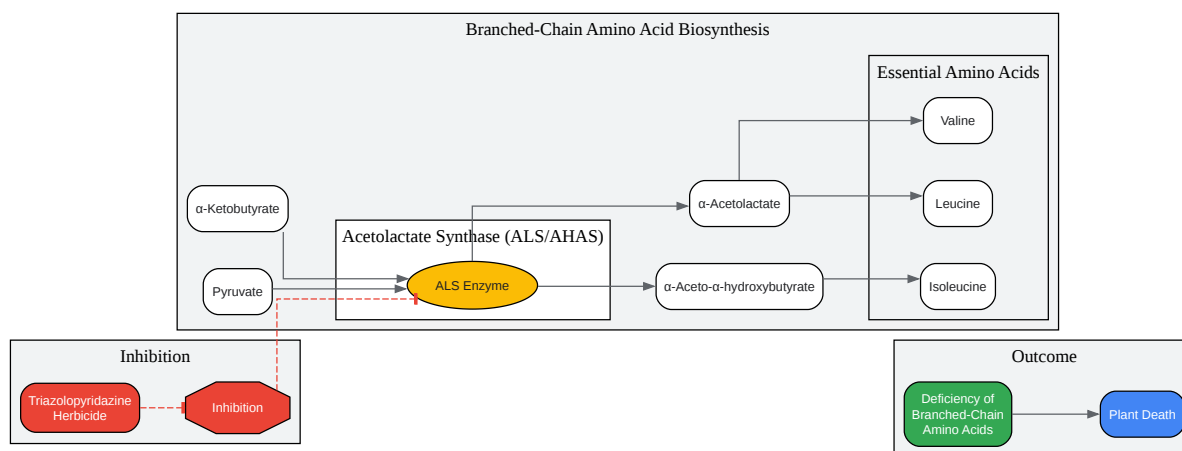 Branched-Chain Amino Acid Biosynthesis
Essential Amino Acids
Valine
α-Ketobutyrate
α-Acetolactate
Leucine
Acetolactate Synthase (ALS/AHAS)
Pyruvate
ALS Enzyme
α-Aceto-α-hydroxybutyrate
Isoleucine
Inhibition
Triazolopyridazine
Herbicide
Inhibition
Outcome
Deficiency of
Branched-Chain
Amino Acids
Plant Death